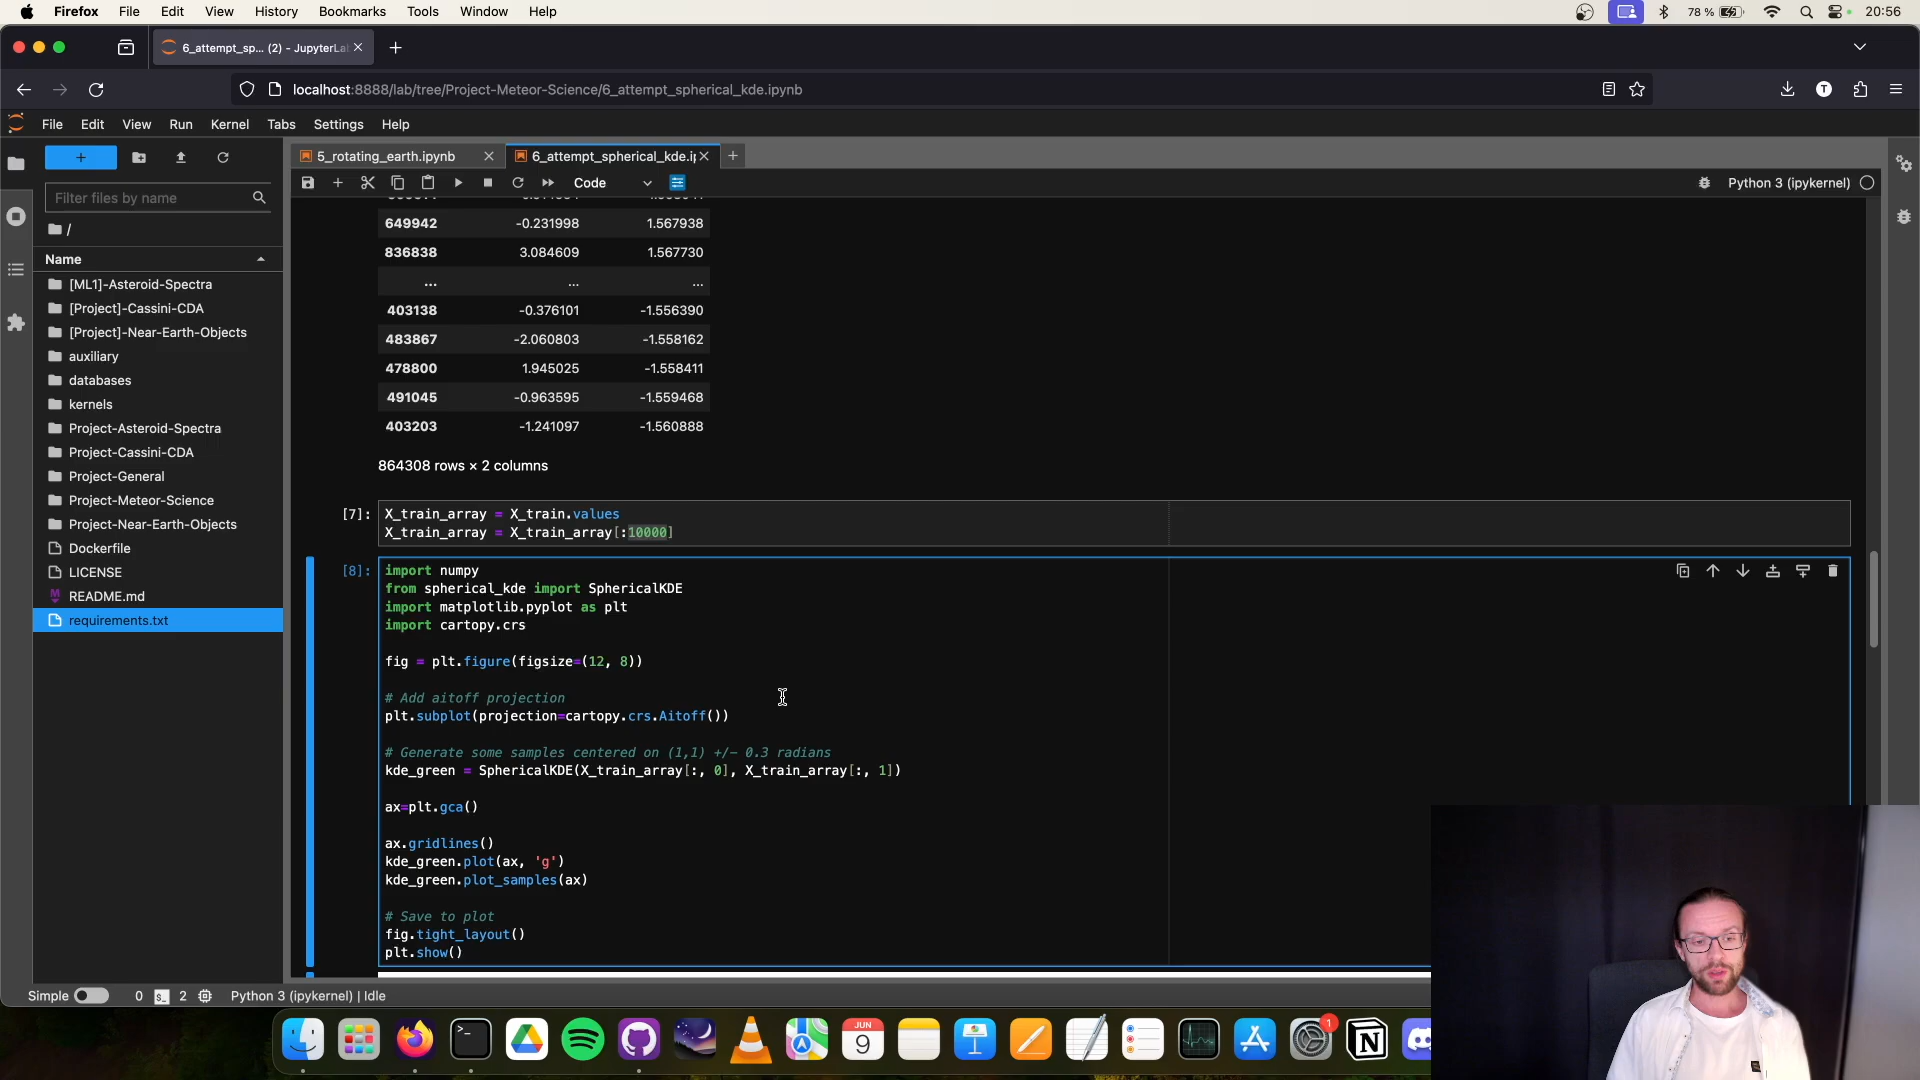 Firefox File Edit View History Bookmarks Tools Window Help 78 % 20:56
6_attempt_sp... (2) - JupyterLa
localhost:8888/lab/tree/Project-Meteor-Science/6_attempt_spherical_kde.ipynb
T
File Edit View Run Kernel Tabs Settings Help
5_rotating_earth.ipynb
6_attempt_spherical_kde.ip
Code
Python 3 (ipykernel)
Filter files by name
/
Name
[ML1]-Asteroid-Spectra
[Project]-Cassini-CDA
[Project]-Near-Earth-Objects
auxiliary
databases
kernels
Project-Asteroid-Spectra
Project-Cassini-CDA
Project-General
Project-Meteor-Science
Project-Near-Earth-Objects
Dockerfile
LICENSE
README.md
requirements.txt
649942 -0.231998 1.567938
836838 3.084609 1.567730
... ... ...
403138 -0.376101 -1.556390
483867 -2.060803 -1.558162
478800 1.945025 -1.558411
491045 -0.963595 -1.559468
403203 -1.241097 -1.560888
864308 rows × 2 columns
[7]: X_train_array = X_train.values
X_train_array = X_train_array[:10000]
[8]: import numpy
from spherical_kde import SphericalKDE
import matplotlib.pyplot as plt
import cartopy.crs
fig = plt.figure(figsize=(12, 8))
# Add aitoff projection
plt.subplot(projection=cartopy.crs.Aitoff())
# Generate some samples centered on (1,1) +/- 0.3 radians
kde_green = SphericalKDE(X_train_array[:, 0], X_train_array[:, 1])
ax=plt.gca()
ax.gridlines()
kde_green.plot(ax, 'g')
kde_green.plot_samples(ax)
# Save to plot
fig.tight_layout()
plt.show()
Simple 0 2 Python 3 (ipykernel) | Idle
JUN
9
1